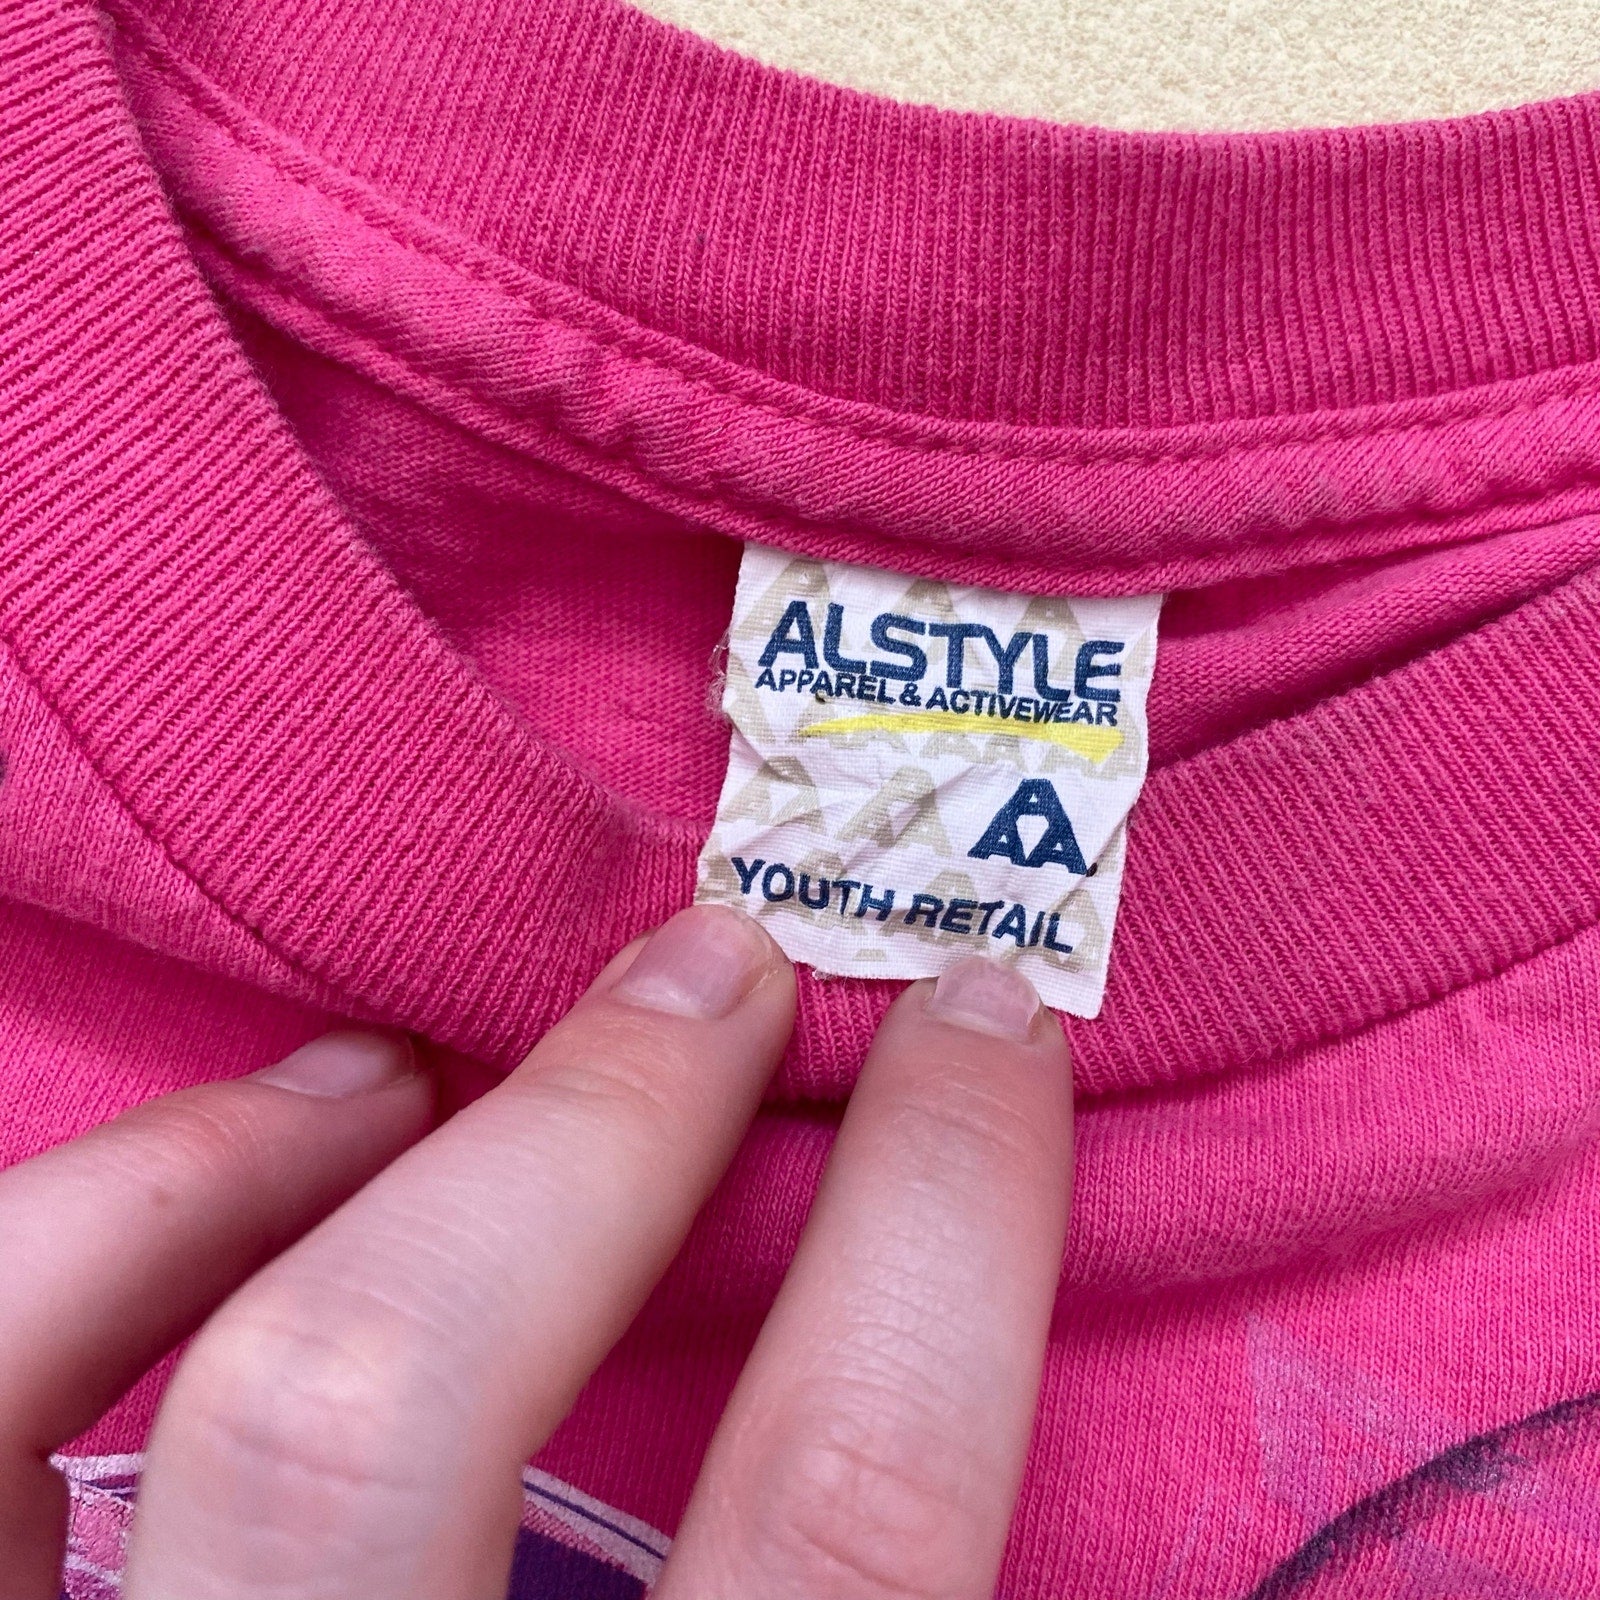 ALSTYLE
APPAREL & ACTIVEWEAR
AAA
YOUTH RETAIL